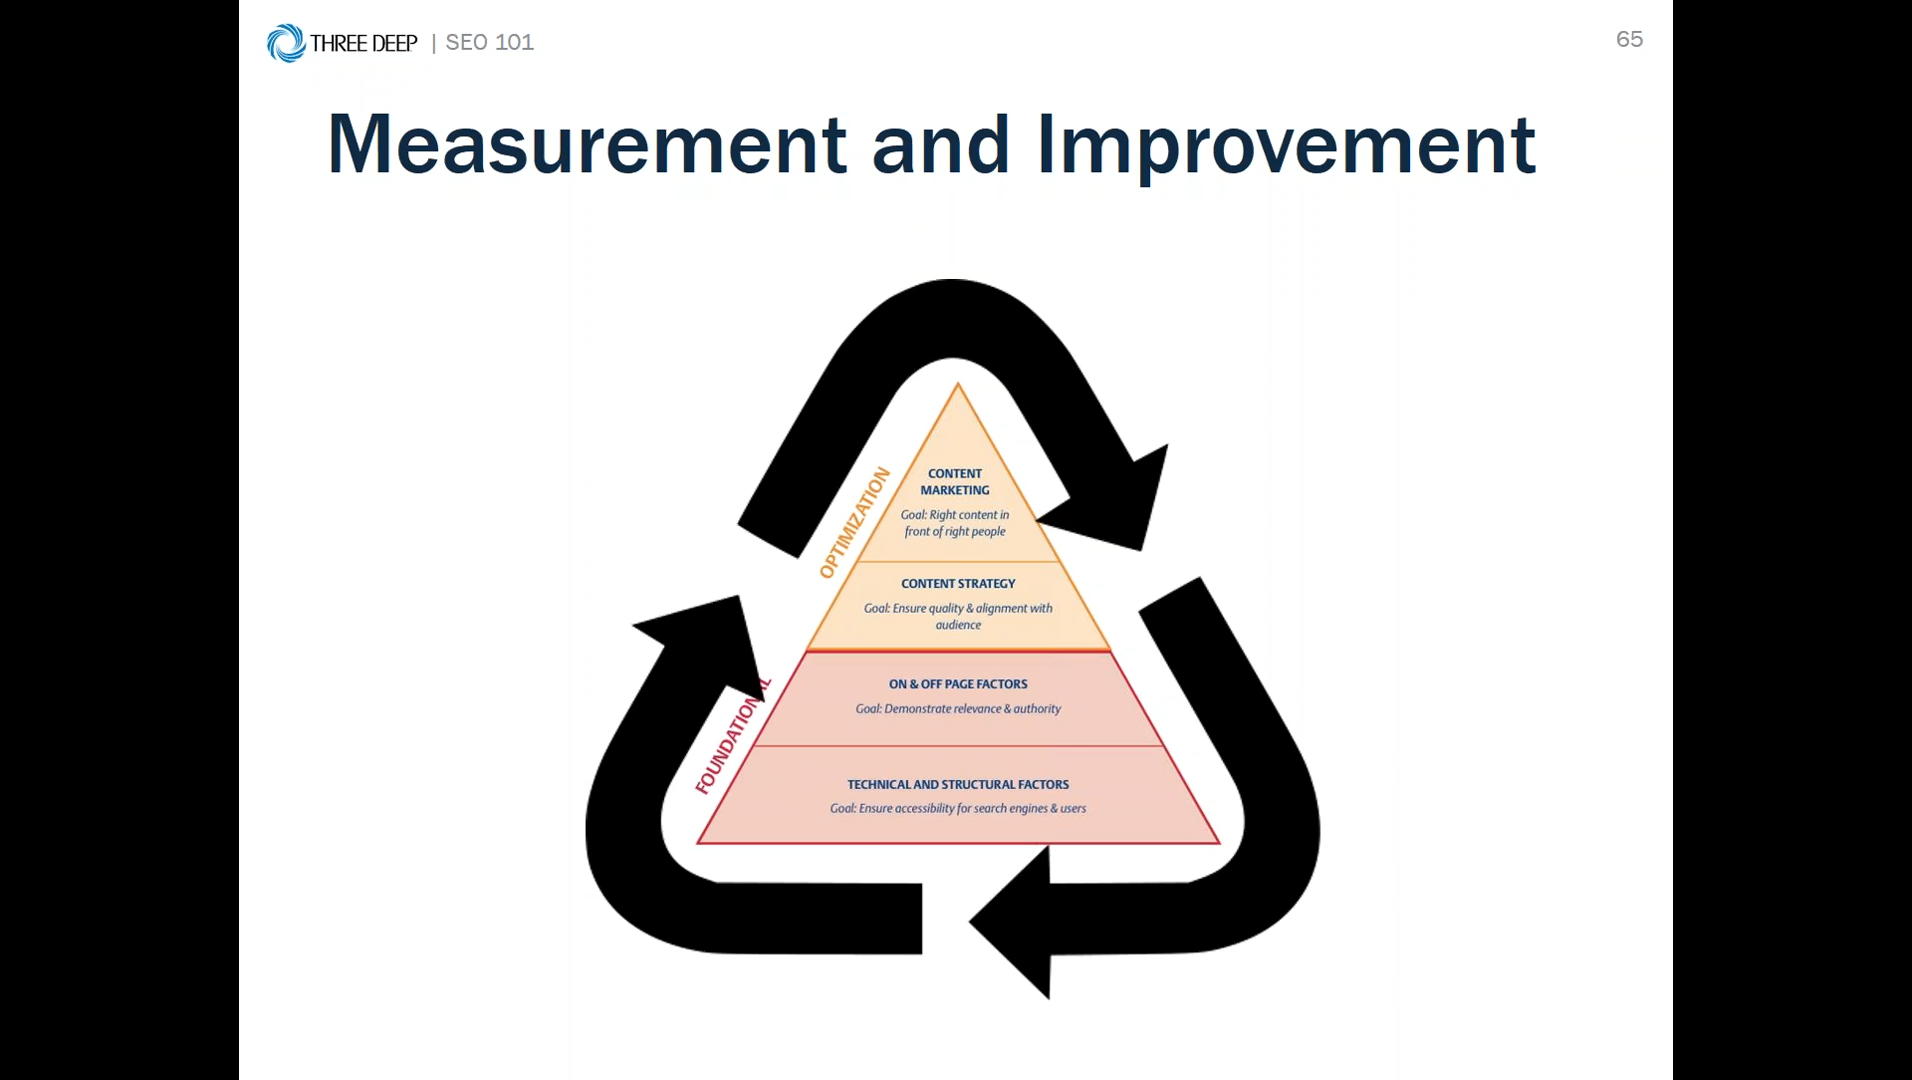 THREE DEEP | SEO 101
65
Measurement and Improvement
OPTIMIZATION
CONTENT
MARKETING
Goal: Right content in
front of right people
CONTENT STRATEGY
Goal: Ensure quality & alignment with
audience
FOUNDATIONAL
ON & OFF PAGE FACTORS
Goal: Demonstrate relevance & authority
TECHNICAL AND STRUCTURAL FACTORS
Goal: Ensure accessibility for search engines & users